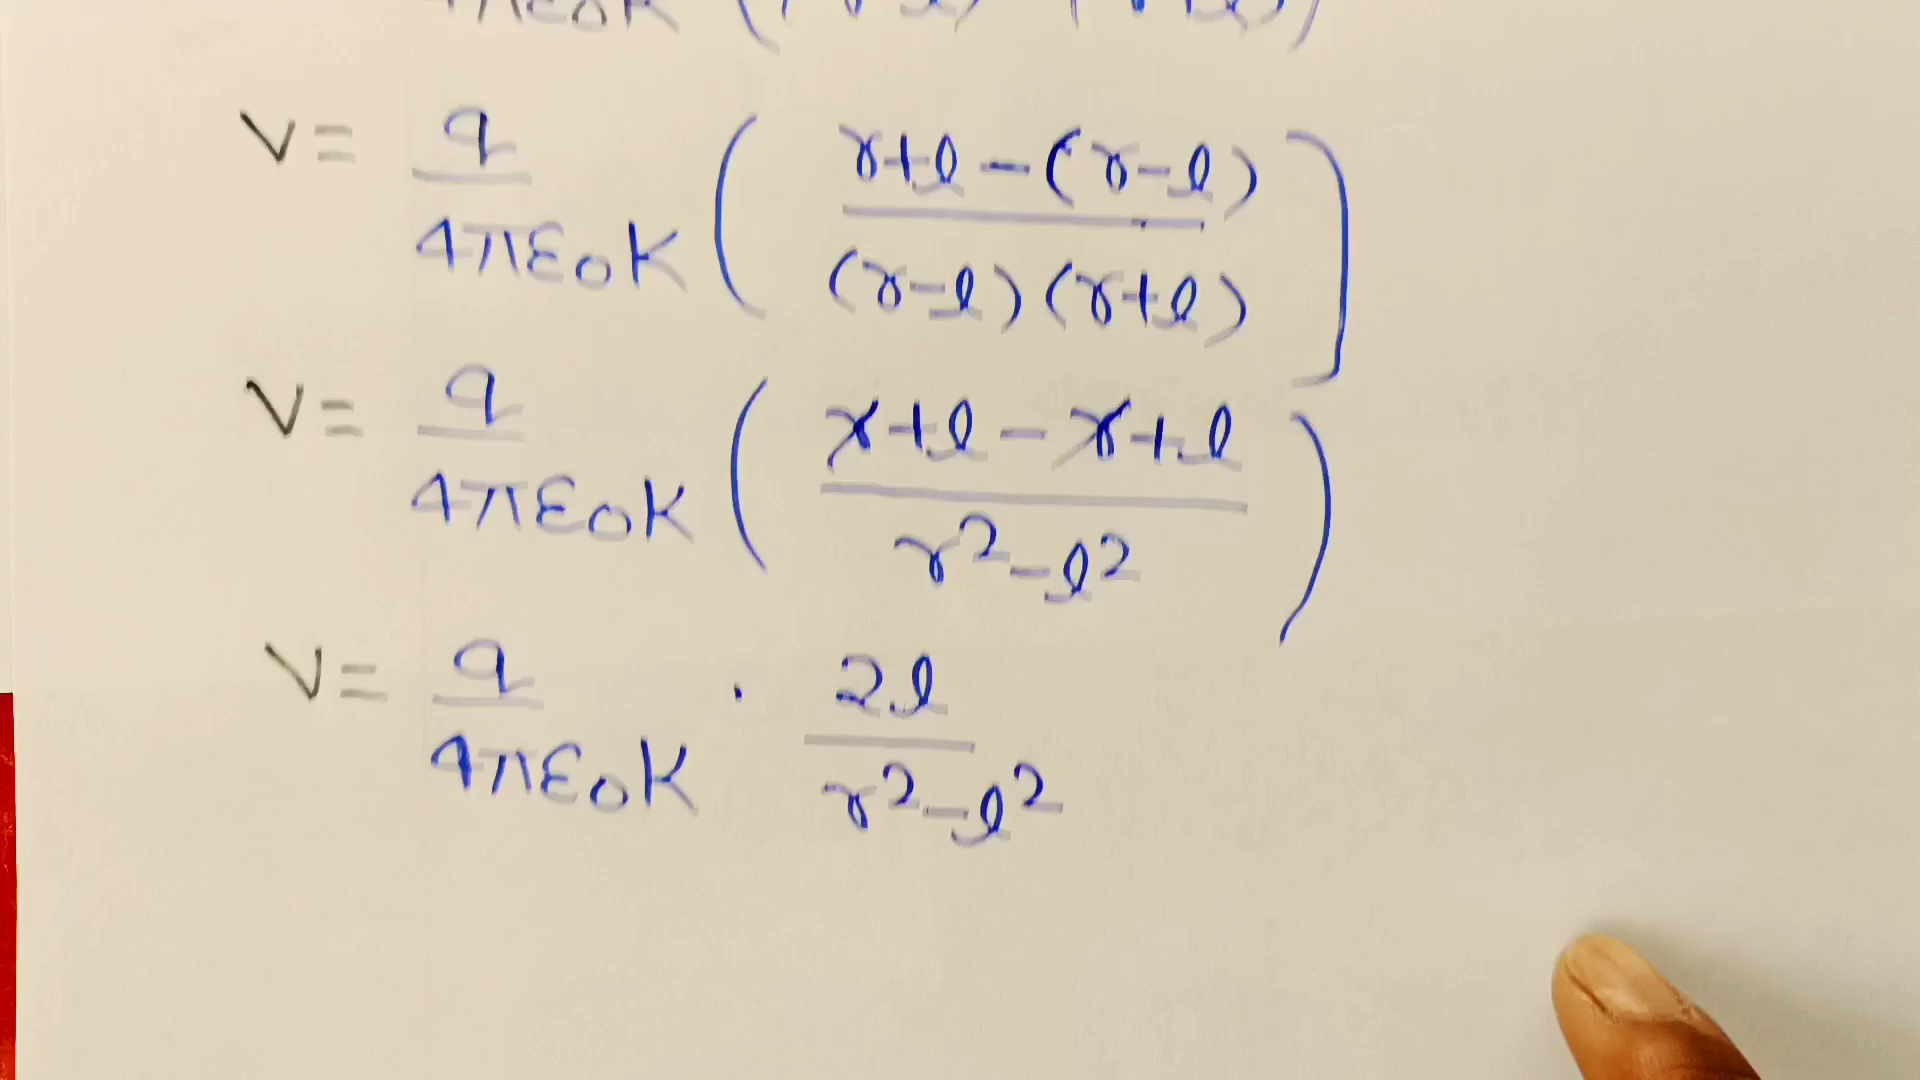 V = q / 4πε0K ( r+l - (r-l) / (r-l) (r+l) ]
V = q / 4πε0K ( r+l - r+l / r² - l² )
V = q / 4πε0K · 2l / r² - l²